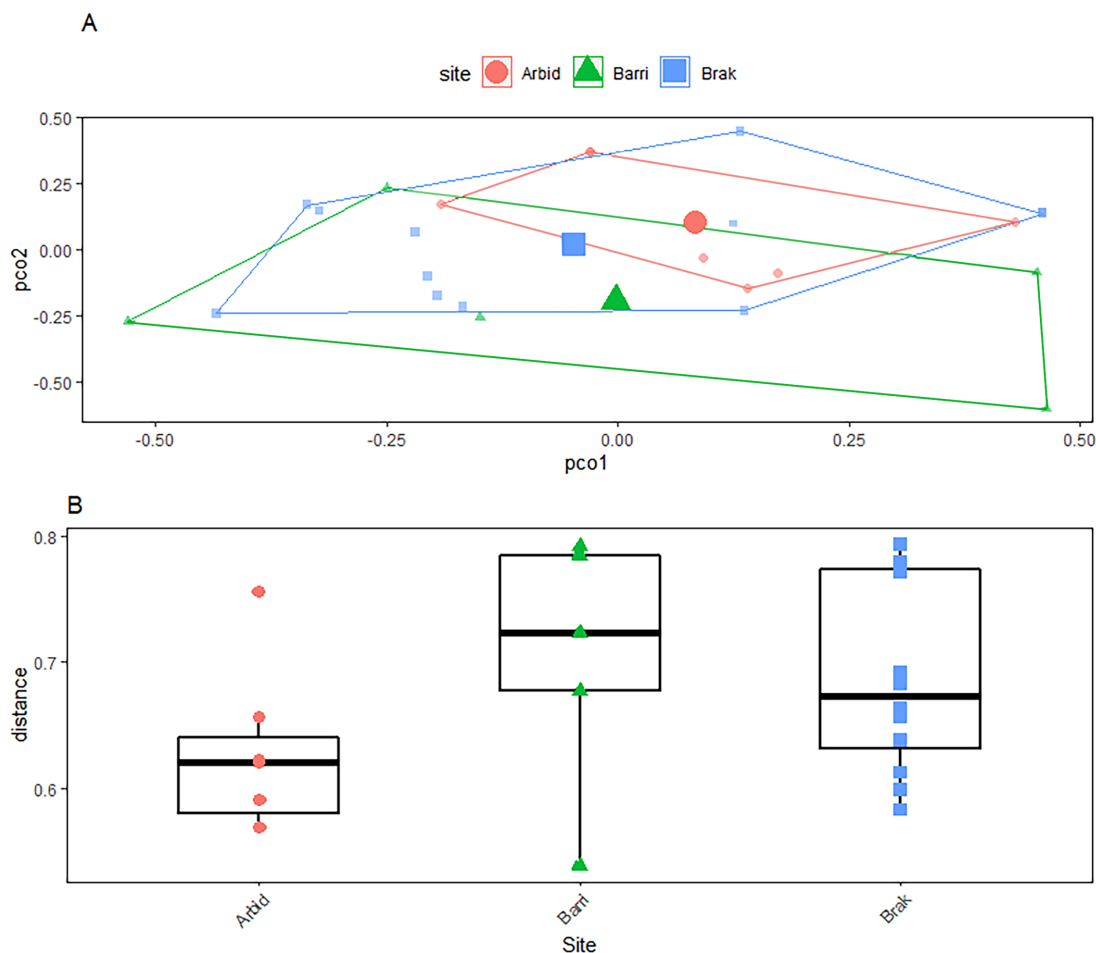 A
site Arbid Barri Brak
0.50
0.25
0.00
-0.25
-0.50
pco2
-0.50 -0.25 0.00 0.25 0.50
pco1
B
0.8
0.7
0.6
distance
Arbid Barri Brak
Site